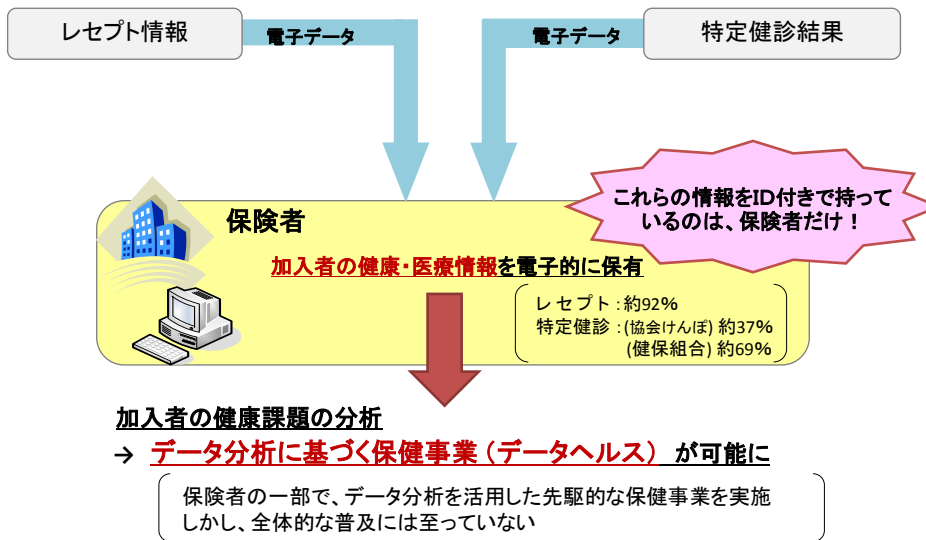 レセプト情報
電子データ
電子データ
特定健診結果
これらの情報をID付きで持って
いるのは、保険者だけ！
保険者
加入者の健康・医療情報を電子的に保有
レセプト：約92%
特定健診：(協会けんぽ) 約37%
(健保組合) 約69%
加入者の健康課題の分析
→ データ分析に基づく保健事業（データヘルス） が可能に
保険者の一部で、データ分析を活用した先駆的な保健事業を実施
しかし、全体的な普及には至っていない